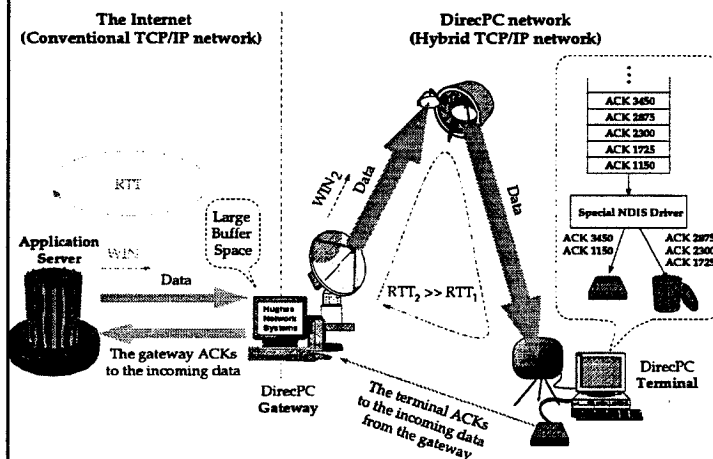 The Internet
(Conventional TCP/IP network)
DirecPC network
(Hybrid TCP/IP network)
ACK 3450
ACK 2875
ACK 2300
ACK 1725
ACK 1150
Special NDIS Driver
ACK 3450
ACK 1150
ACK 2875
ACK 2300
ACK 1725
RTT
WIN
Application
Server
Large
Buffer
Space
Data
WIN2
Data
Data
RTT2 >> RTT1
Hughes
Network
Systems
The gateway ACKs
to the incoming data
DirecPC
Gateway
The terminal ACKs
to the incoming data
from the gateway
DirecPC
Terminal